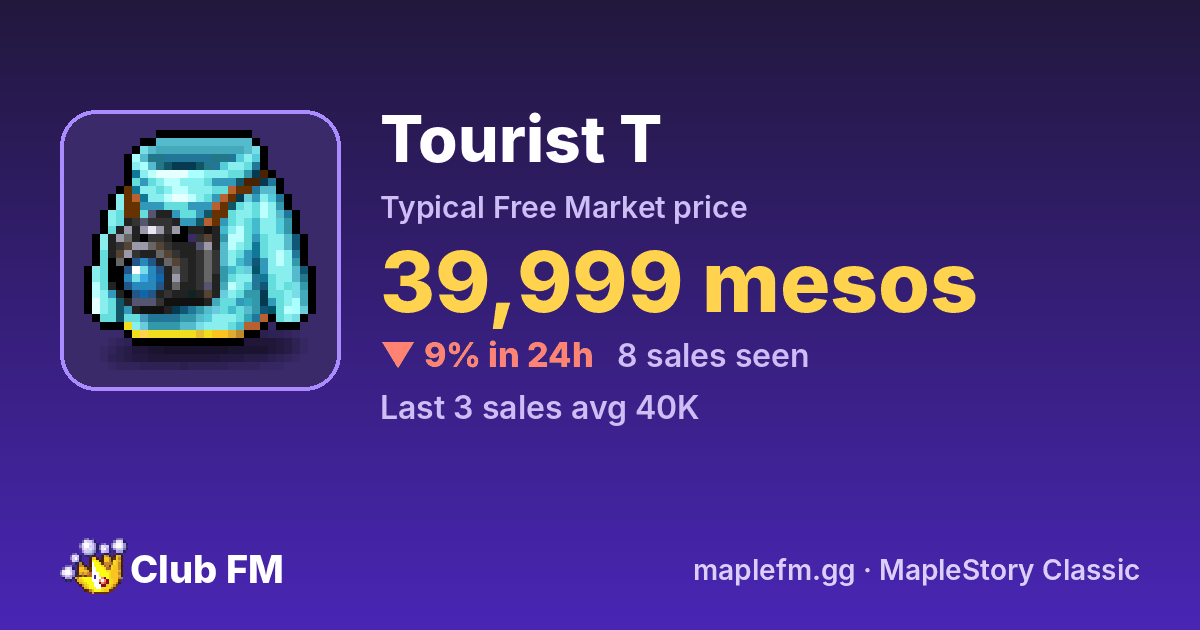 Tourist T
Typical Free Market price
39,999 mesos
▼ 9% in 24h 8 sales seen
Last 3 sales avg 40K
Club FM
maplefm.gg · MapleStory Classic